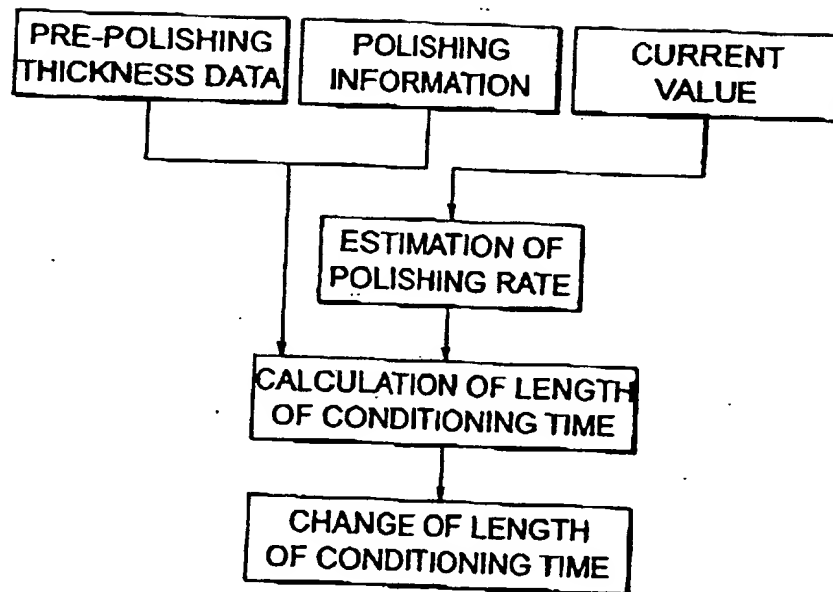 PRE-POLISHING
THICKNESS DATA
POLISHING
INFORMATION
CURRENT
VALUE
ESTIMATION OF
POLISHING RATE
CALCULATION OF LENGTH
OF CONDITIONING TIME
CHANGE OF LENGTH
OF CONDITIONING TIME